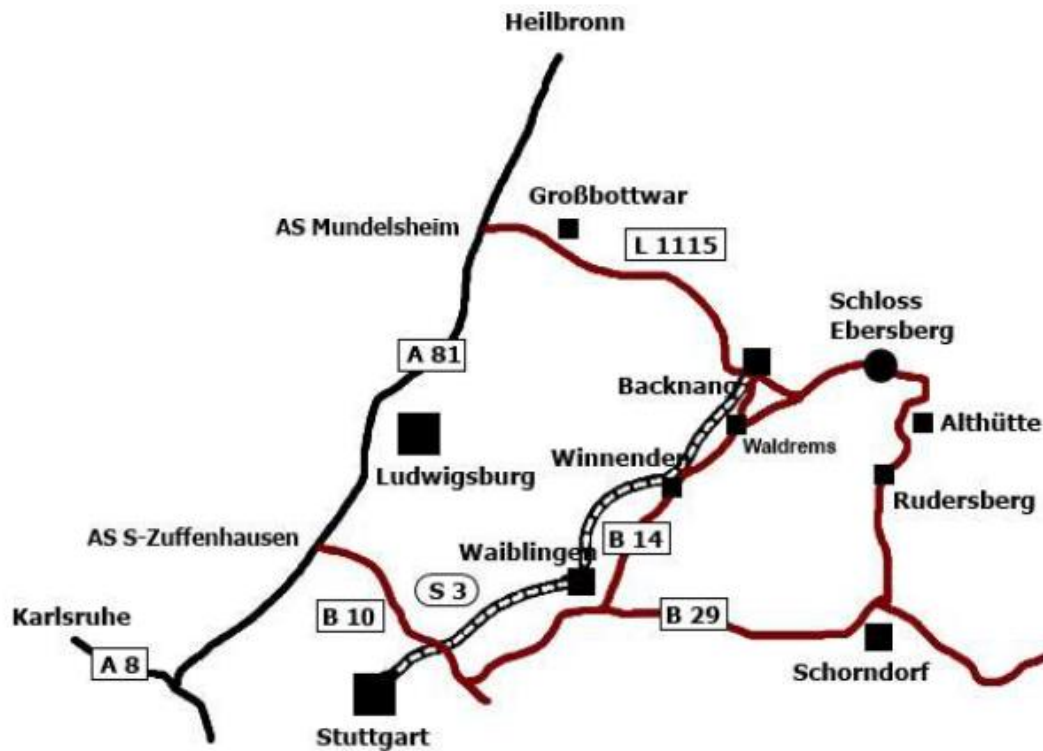 Heilbronn
Großbottwar
AS Mundelsheim
L 1115
Schloss
Ebersberg
A 81
Backnang
Althütte
Waldrems
Winnenden
Ludwigsburg
Rudersberg
AS S-Zuffenhausen
B 14
Waiblingen
S 3
Karlsruhe
B 10
B 29
A 8
Schorndorf
Stuttgart